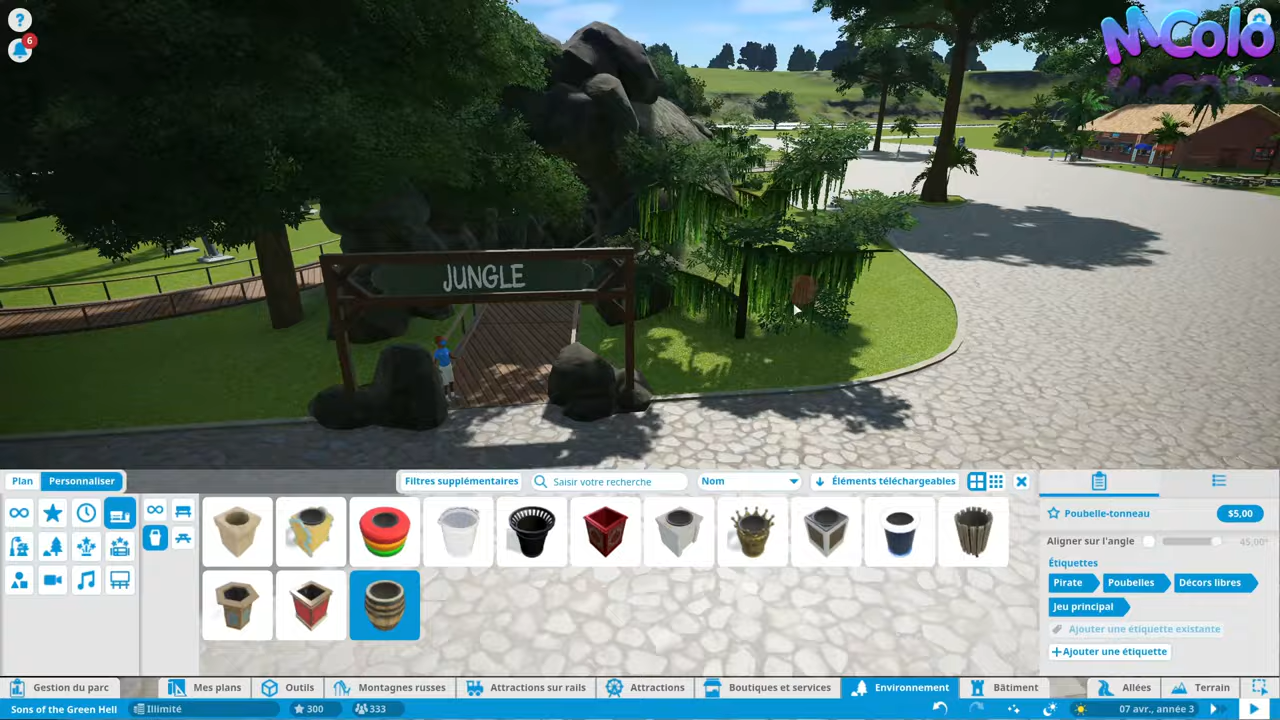 ?
6
NiColo
JUNGLE
Plan Personnaliser
Filtres supplémentaires Saisir votre recherche Nom Éléments téléchargeables
Poubelle-tonneau $5,00
Aligner sur l'angle 45,00°
Étiquettes
Pirate Poubelles Décors libres
Jeu principal
Ajouter une étiquette existante
+Ajouter une étiquette
Gestion du parc Mes plans Outils Montagnes russes Attractions sur rails Attractions Boutiques et services Environnement Bâtiment Allées Terrain
Sons of the Green Hell Illimité 300 333 07 avr., année 3